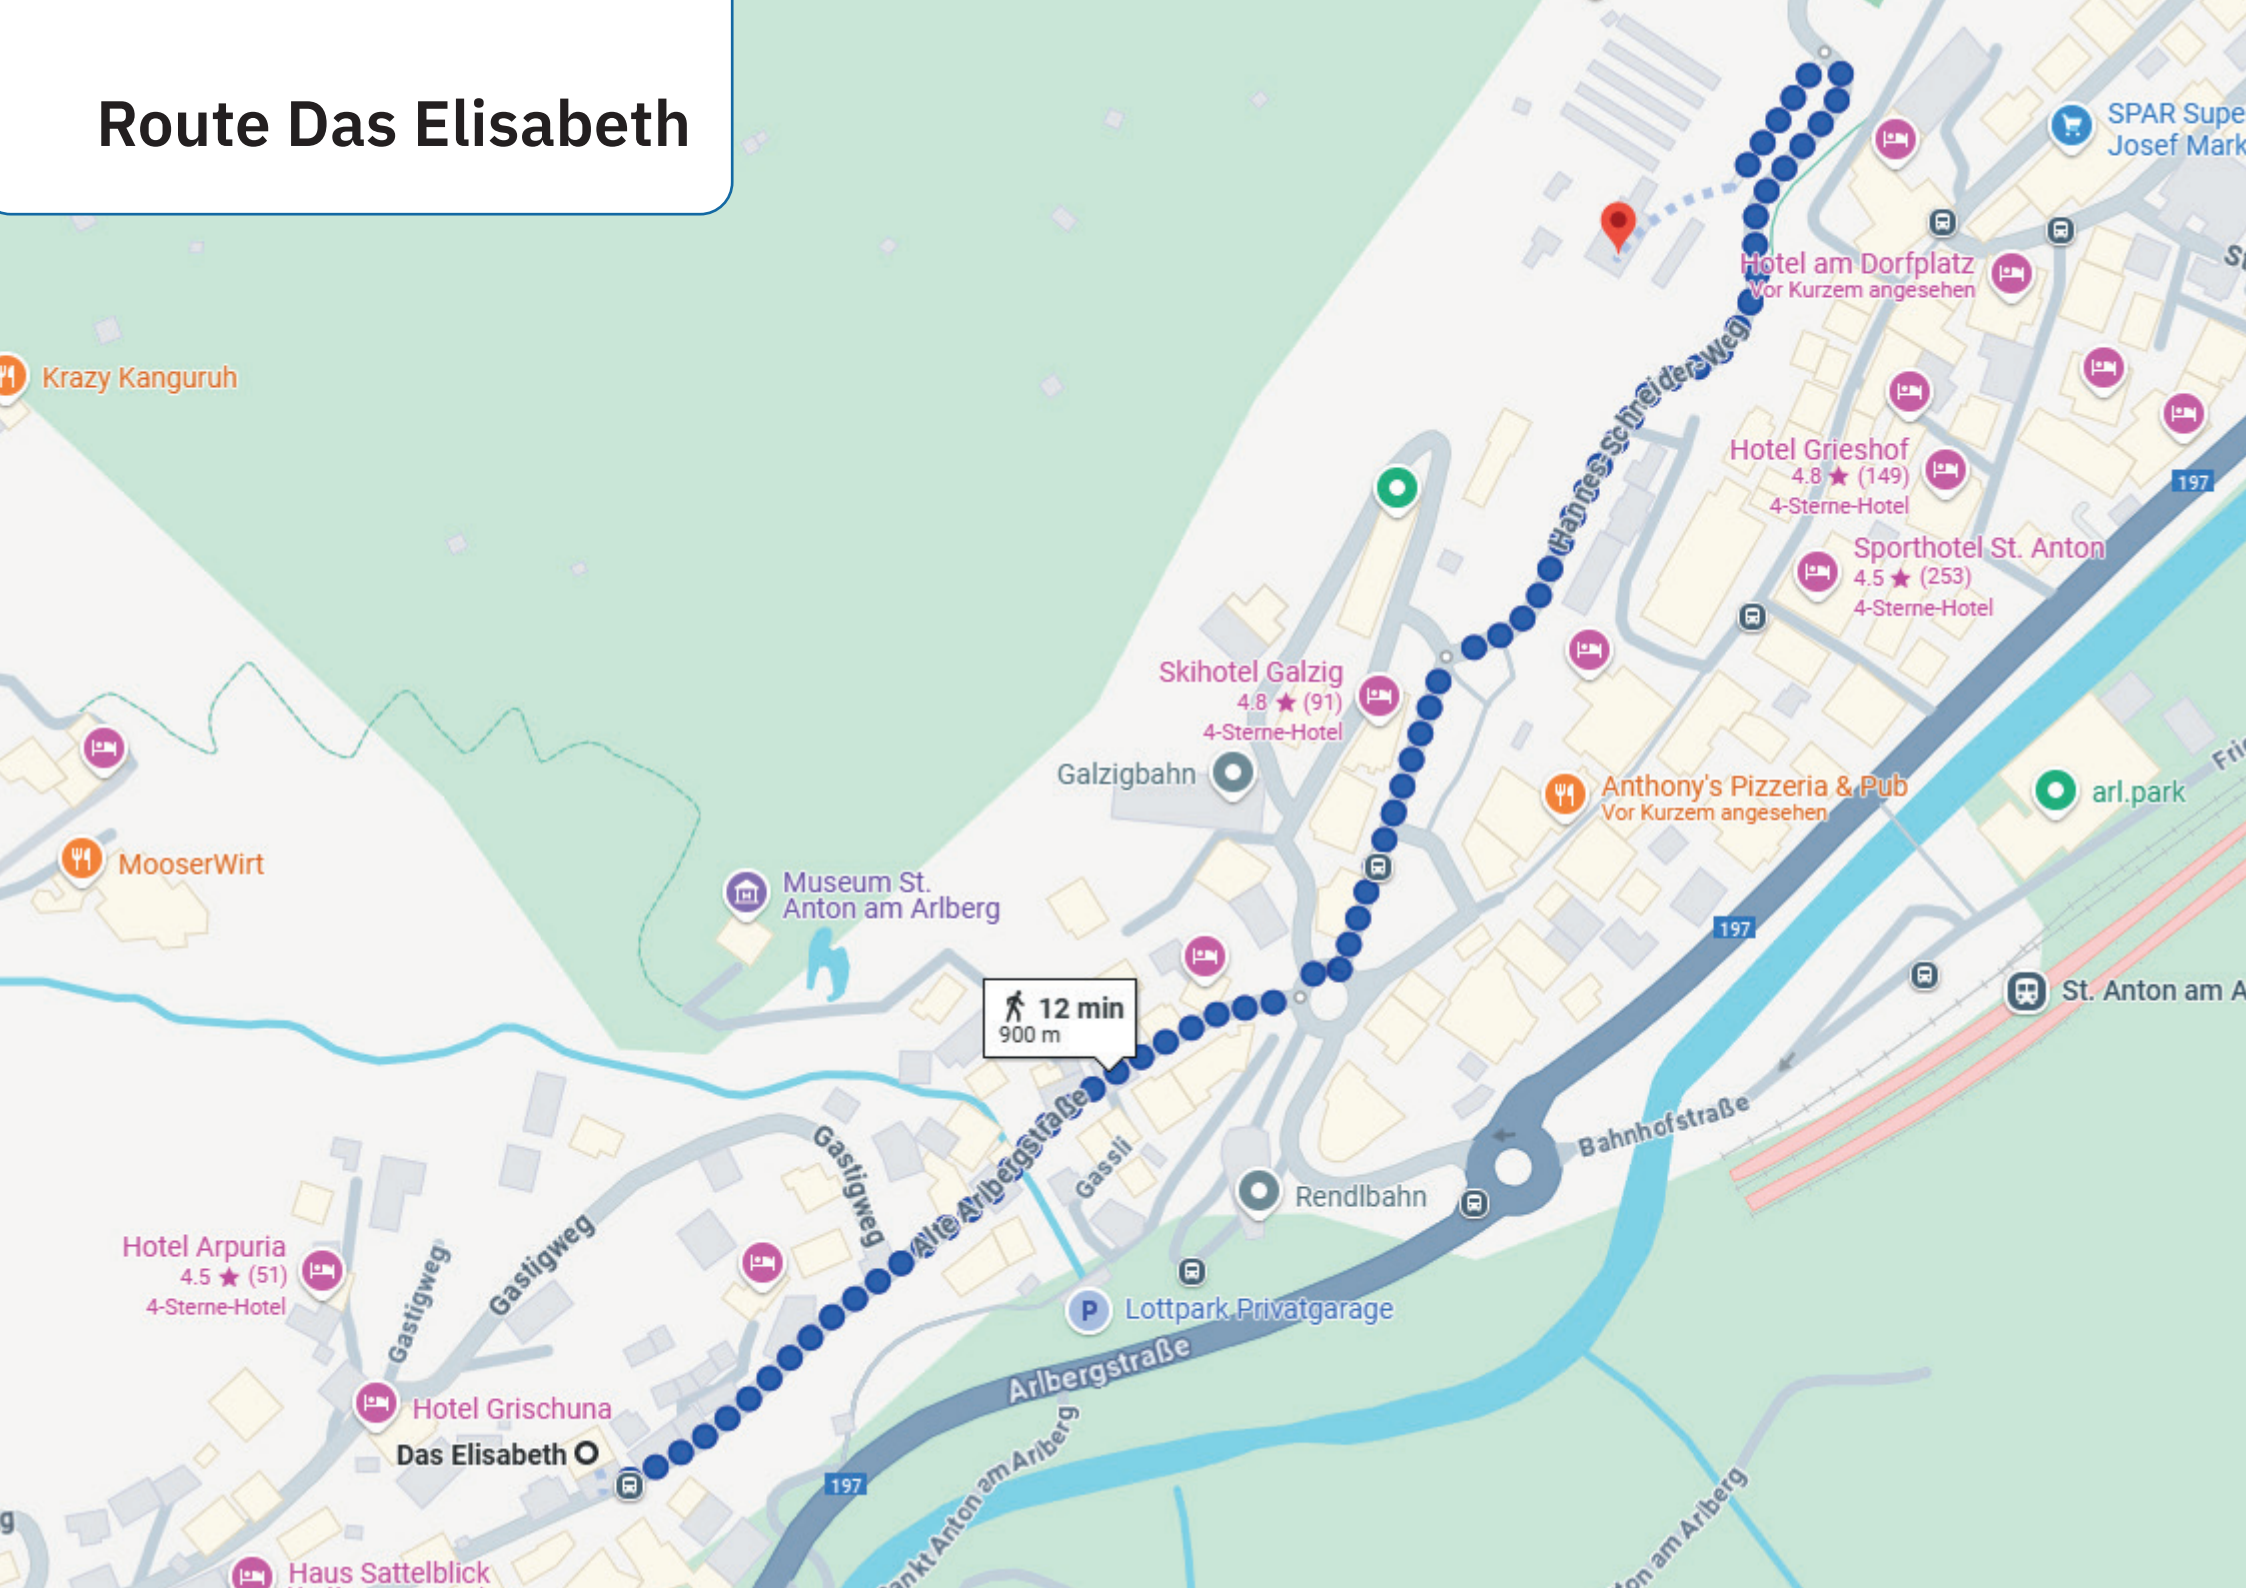 Route Das Elisabeth
SPAR Supe
Josef Mark
Hotel am Dorfplatz
Vor Kurzem angesehen
Krazy Kanguruh
Hannes-Schneider-Weg
Hotel Grieshof
4.8 ★ (149)
4-Sterne-Hotel
197
Sporthotel St. Anton
4.5 ★ (253)
4-Sterne-Hotel
Skihotel Galzig
4.8 ★ (91)
4-Sterne-Hotel
Galzigbahn
Anthony's Pizzeria & Pub
Vor Kurzem angesehen
arl.park
Frie
MooserWirt
Museum St.
Anton am Arlberg
197
St. Anton am A
12 min
900 m
Bahnhofstraße
Alte Arlbergstraße
Gassli
Gastigweg
Rendlbahn
Hotel Arpuria
4.5 ★ (51)
4-Sterne-Hotel
Gastigweg
Gastigweg
P
Lottpark Privatgarage
Arlbergstraße
Hotel Grischuna
Das Elisabeth
197
ankt Anton am Arlberg
ton am Arlberg
g
Haus Sattelblick